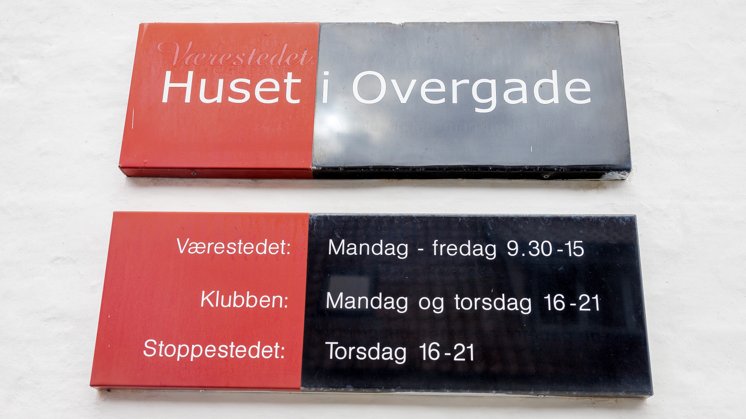 Værestedet
Huset i Overgade
Værestedet: Mandag - fredag 9.30-15
Klubben: Mandag og torsdag 16-21
Stoppestedet: Torsdag 16-21